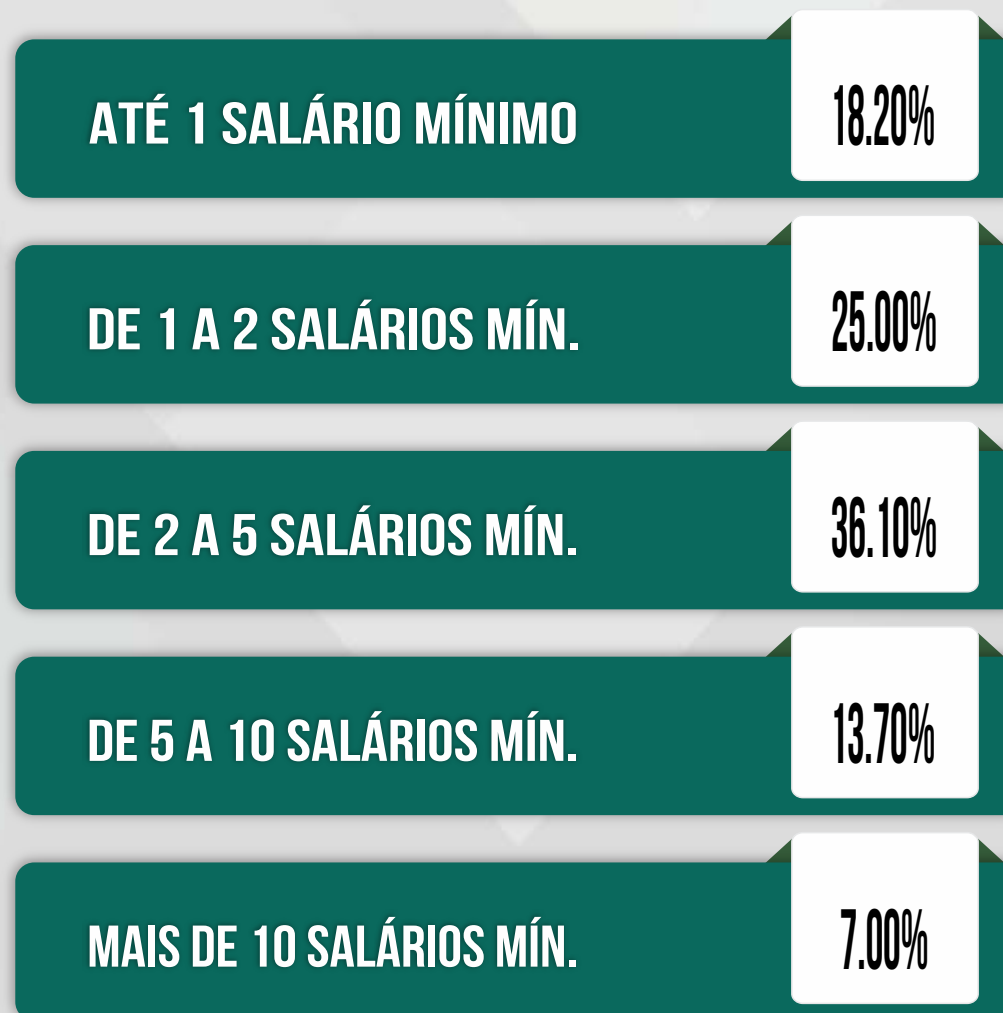 ATÉ 1 SALÁRIO MÍNIMO 18.20%
DE 1 A 2 SALÁRIOS MÍN. 25.00%
DE 2 A 5 SALÁRIOS MÍN. 36.10%
DE 5 A 10 SALÁRIOS MÍN. 13.70%
MAIS DE 10 SALÁRIOS MÍN. 7.00%